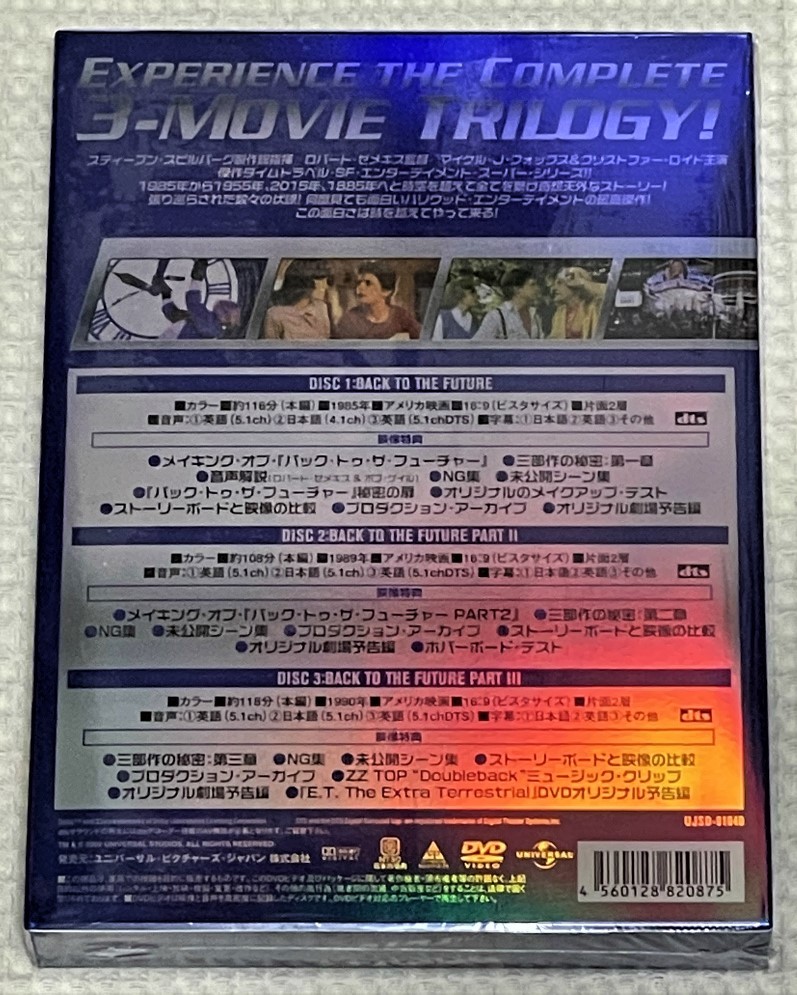 EXPERIENCE THE COMPLETE
3-MOVIE TRILOGY!
スティーブン・スピルバーグ製作総指揮 ロバート・ゼメキス監督 マイケル・J・フォックス&クリストファー・ロイド主演
傑作タイムトラベル・SF・エンターテイメント・スーパー・シリーズ!!
1985年から1955年、2015年、1885年へと時空を超えて全てを駆け奇想天外なストーリー!
張り巡らされた数々の伏線!何度見ても面白いハリウッド・エンターテイメントの最高傑作!
この面白さは時を越えてやって来る!
DISC 1:BACK TO THE FUTURE
■カラー■約116分(本編)■1985年■アメリカ映画■16:9(ビスタサイズ)■片面2層
■音声:①英語(5.1ch)②日本語(4.1ch)③英語(5.1chDTS)■字幕:①日本語②英語③その他 dts
映像特典
●メイキング・オブ・『バック・トゥ・ザ・フューチャー』 ●三部作の秘密:第一章
●音声解説(ロバート・ゼメキス & ボブ・ゲイル) ●NG集 ●未公開シーン集
●『バック・トゥ・ザ・フューチャー』秘密の扉 ●オリジナルのメイクアップ・テスト
●ストーリーボードと映像の比較 ●プロダクション・アーカイブ ●オリジナル劇場予告編
DISC 2:BACK TO THE FUTURE PART II
■カラー■約108分(本編)■1989年■アメリカ映画■16:9(ビスタサイズ)■片面2層
■音声:①英語(5.1ch)②日本語(5.1ch)③英語(5.1chDTS)■字幕:①日本語②英語③その他 dts
映像特典
●メイキング・オブ・『バック・トゥ・ザ・フューチャー PART2』 ●三部作の秘密:第二章
●NG集 ●未公開シーン集 ●プロダクション・アーカイブ ●ストーリーボードと映像の比較
●オリジナル劇場予告編 ●ホバーボード・テスト
DISC 3:BACK TO THE FUTURE PART III
■カラー■約118分(本編)■1990年■アメリカ映画■16:9(ビスタサイズ)■片面2層
■音声:①英語(5.1ch)②日本語(5.1ch)③英語(5.1chDTS)■字幕:①日本語②英語③その他 dts
映像特典
●三部作の秘密:第三章 ●NG集 ●未公開シーン集 ●ストーリーボードと映像の比較
●プロダクション・アーカイブ ●ZZ TOP "Doubleback"ミュージック・クリップ
●オリジナル劇場予告編 ●『E.T. The Extra Terrestrial』DVDオリジナル予告編
UJSD-81849
UNIVERSAL STUDIOS. ALL RIGHTS RESERVED.
発売元:ユニバーサル・ピクチャーズ・ジャパン 株式会社
DVD VIDEO
UNIVERSAL
4 560128 820875